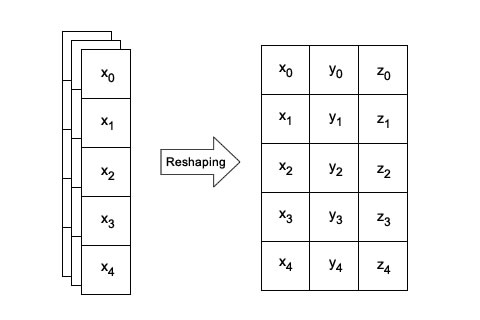 x0
x1
x2
x3
x4
Reshaping
x0 y0 z0
x1 y1 z1
x2 y2 z2
x3 y3 z3
x4 y4 z4